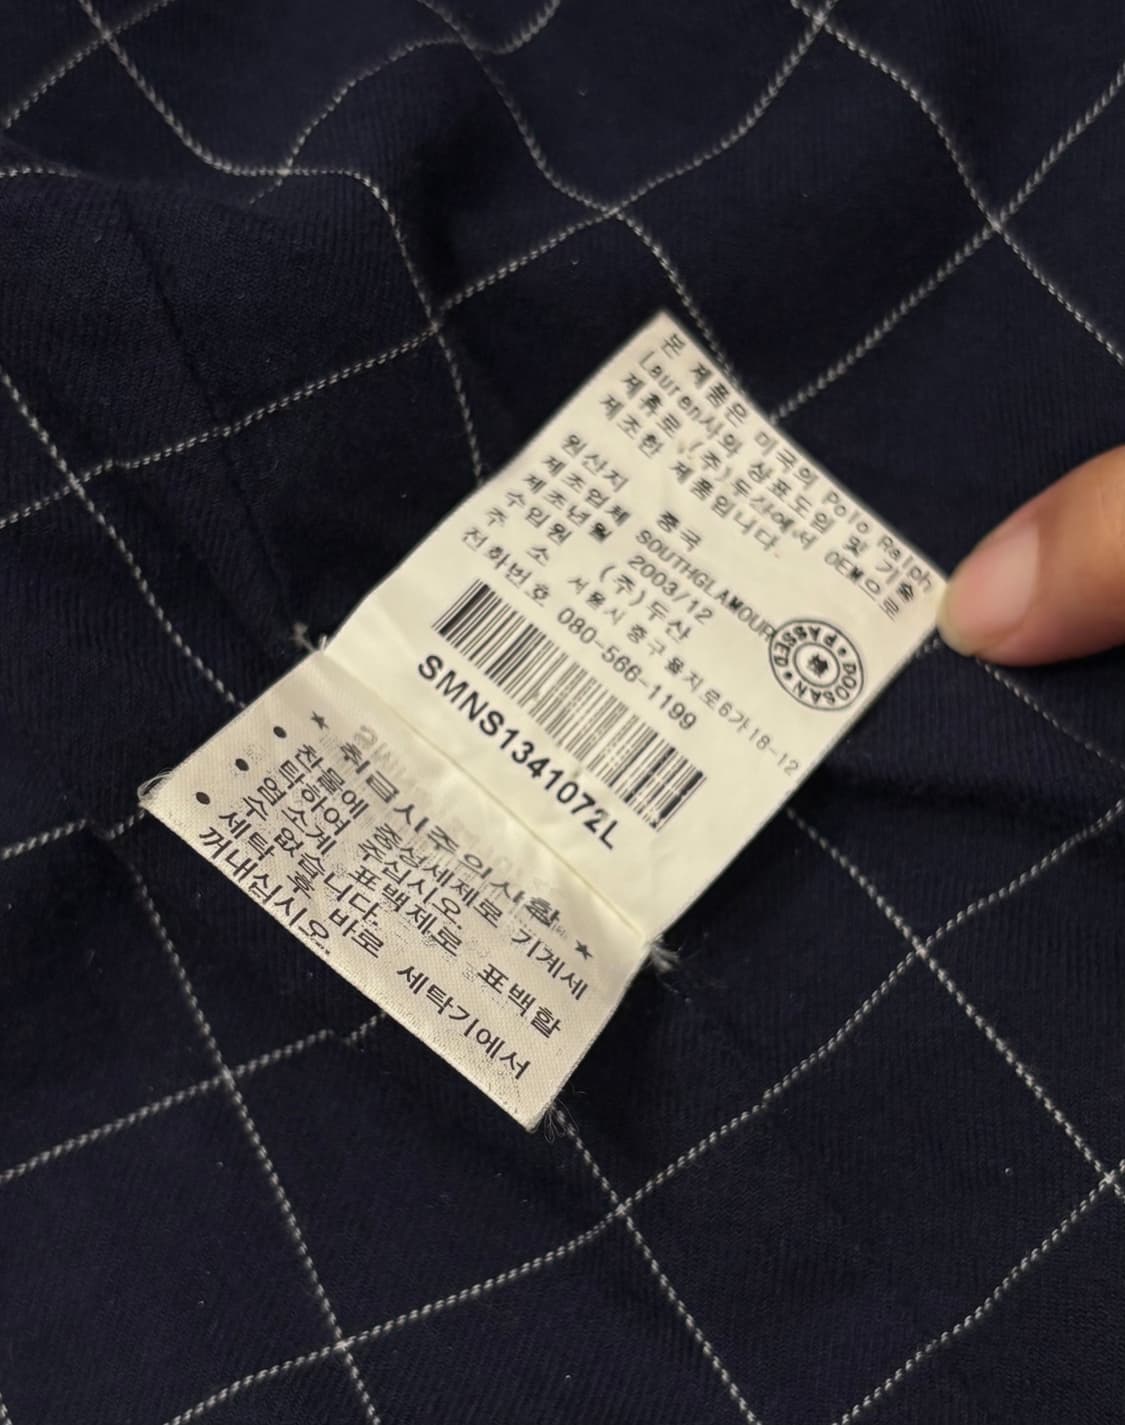 본 제품은 미국의 Polo Ralph
Lauren사와 상표도입 및 기술
제휴로 (주)두산에서 OEM으로
제조한 제품입니다
원산지 중국
제조업체 SOUTHGLAMOUR
제조년월 2003/12
수입원 (주)두산
주 소 서울시 중구 을지로6가18-12
전화번호 080-566-1199
DOOSAN • PASSED •
檢
SMNS1341072L
★ 취급시주의사항 ★
• 찬물에 중성세제로 기계세
탁하여 주십시오.
• 염소계 표백제로 표백할
수 없습니다.
• 세탁 후 바로 세탁기에서
꺼내십시오.